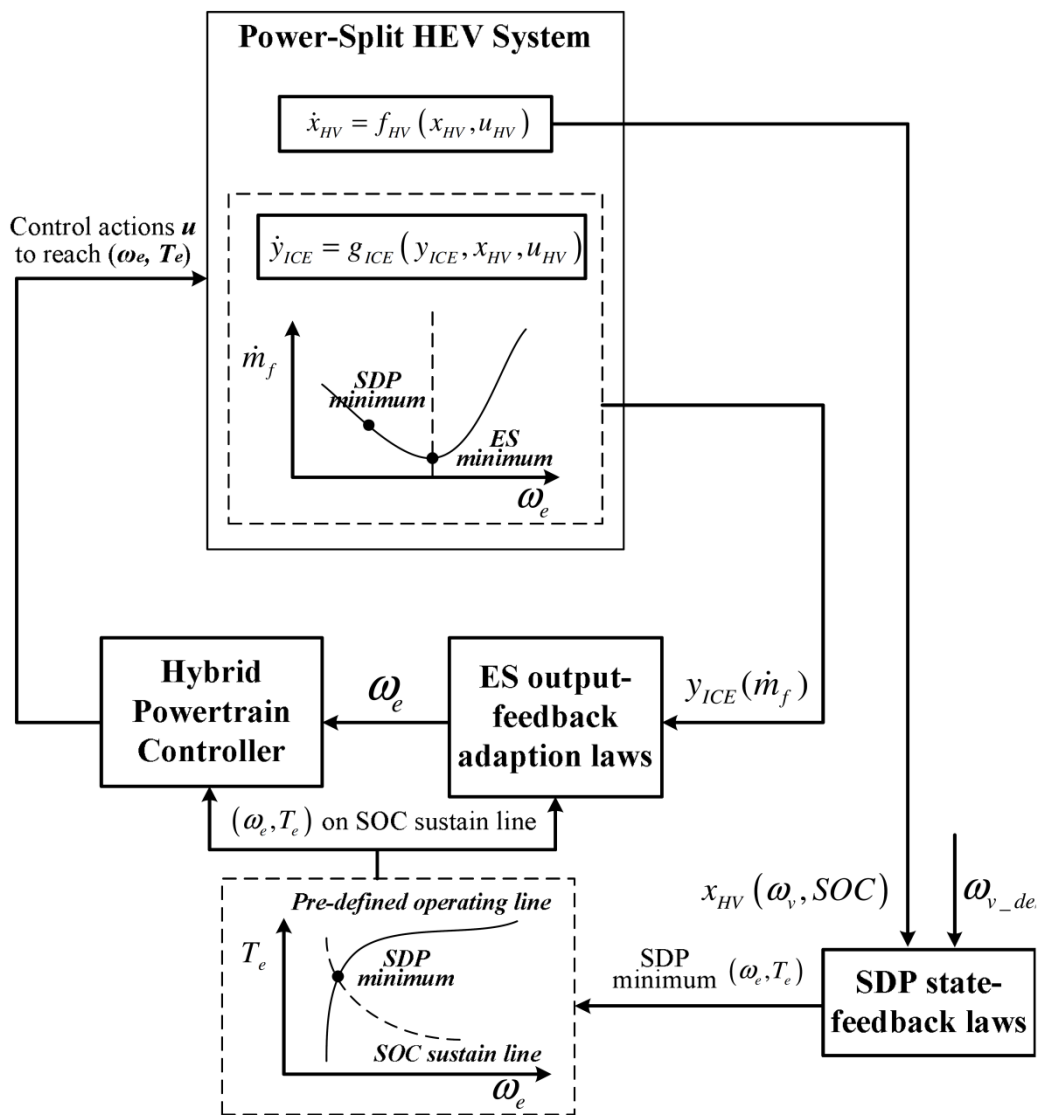 Power-Split HEV System
ẋ_HV = f_HV (x_HV, u_HV)
Control actions u
to reach (ωe, Te)
ẏ_ICE = g_ICE (y_ICE, x_HV, u_HV)
ṁ_f
SDP
minimum
ES
minimum
ω_e
Hybrid
Powertrain
Controller
ω_e
ES output-
feedback
adaption laws
y_ICE(ṁ_f)
(ω_e, T_e) on SOC sustain line
x_HV (ω_v, SOC)
ω_v_de
Pre-defined operating line
T_e
SDP
minimum
SOC sustain line
ω_e
SDP
minimum (ω_e, T_e)
SDP state-
feedback laws